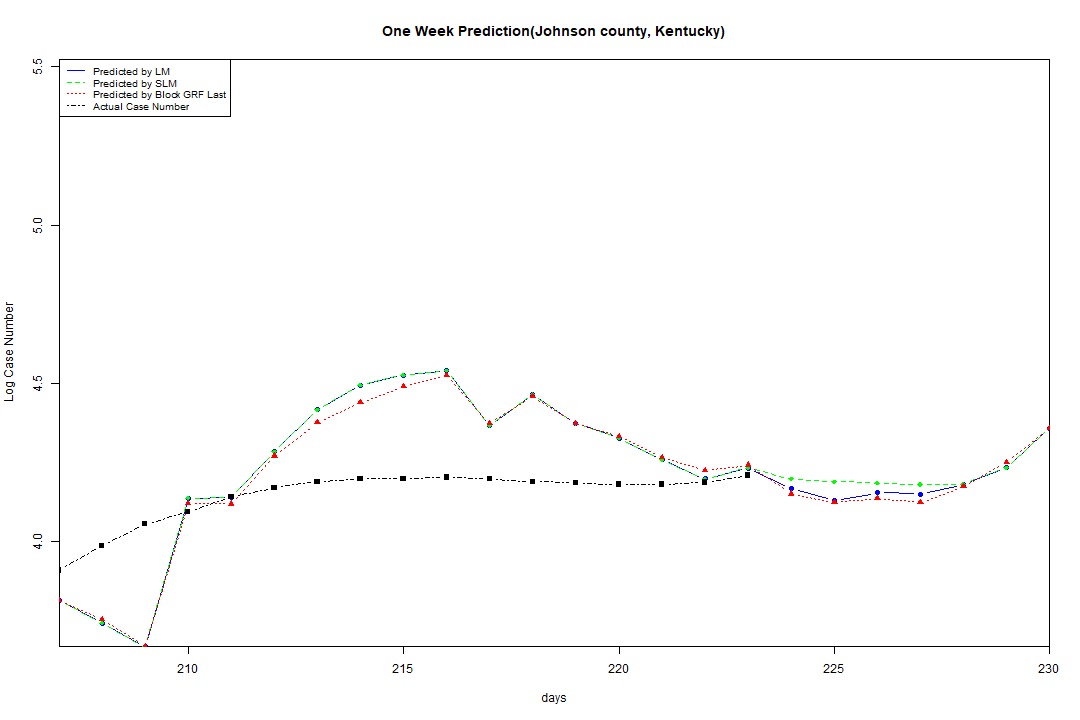 One Week Prediction(Johnson county, Kentucky)
Predicted by LM
Predicted by SLM
Predicted by Block GRF Last
Actual Case Number
Log Case Number
5.5
5.0
4.5
4.0
210 215 220 225 230
days